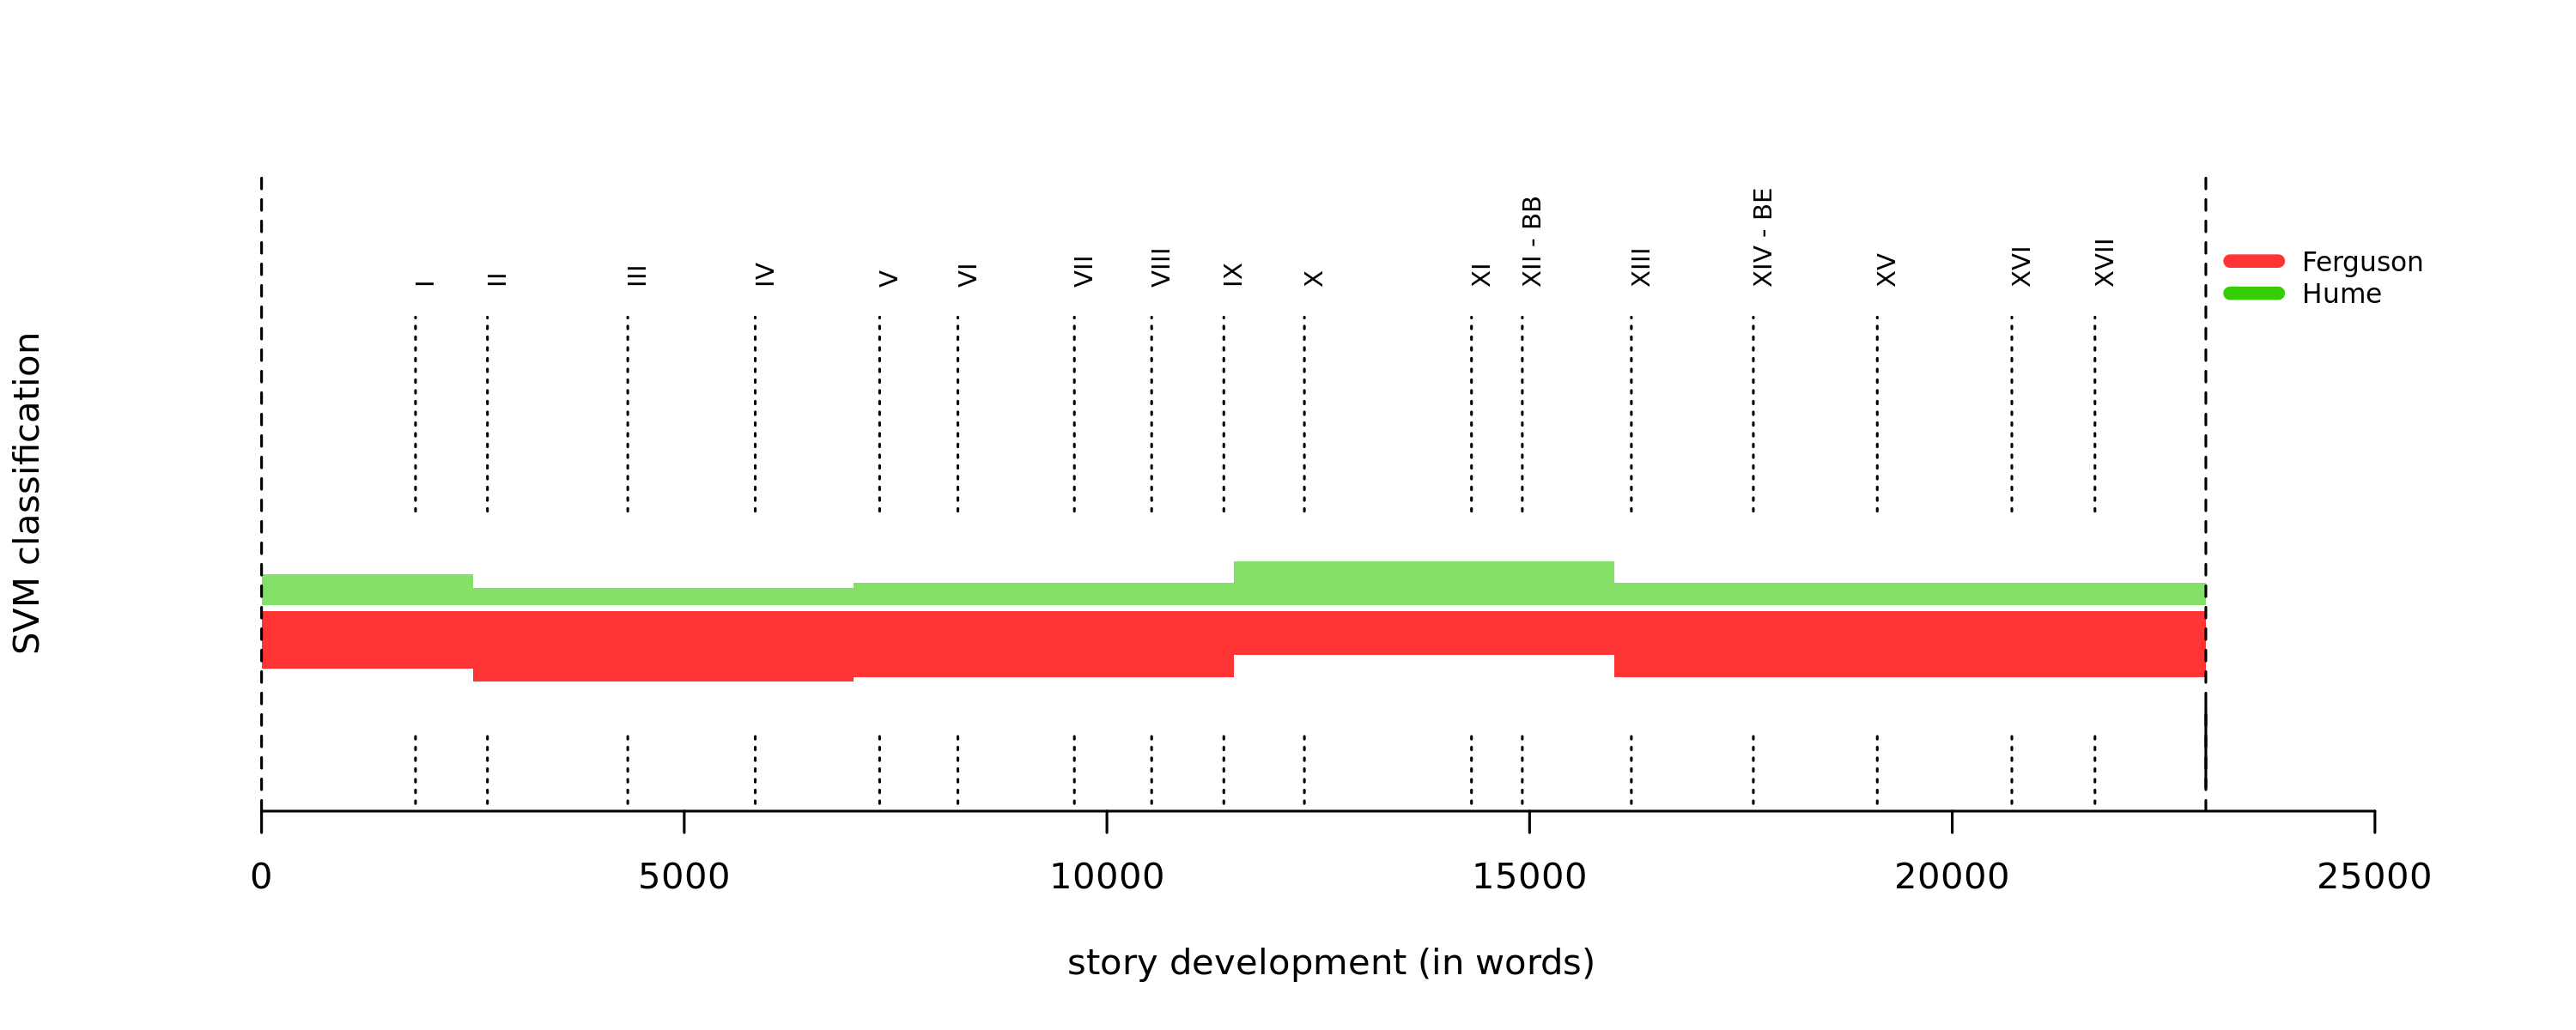 SVM classification
I
II
III
IV
V
VI
VII
VIII
IX
X
XI
XII - BB
XIII
XIV - BE
XV
XVI
XVII
Ferguson
Hume
0
5000
10000
15000
20000
25000
story development (in words)